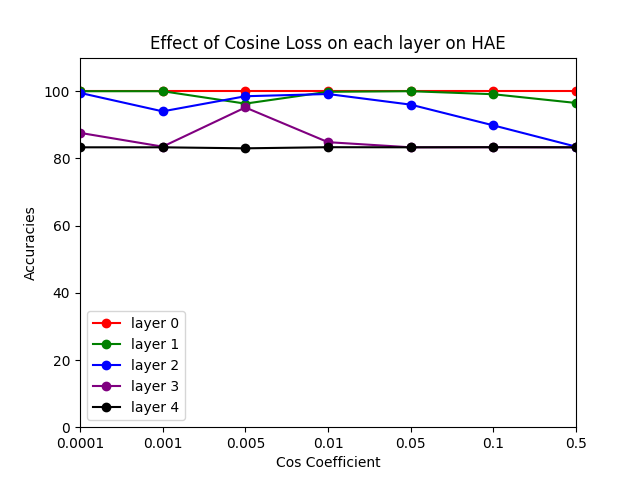 Effect of Cosine Loss on each layer on HAE
Accuracies
100
80
60
40
20
0
layer 0
layer 1
layer 2
layer 3
layer 4
0.0001 0.001 0.005 0.01 0.05 0.1 0.5
Cos Coefficient